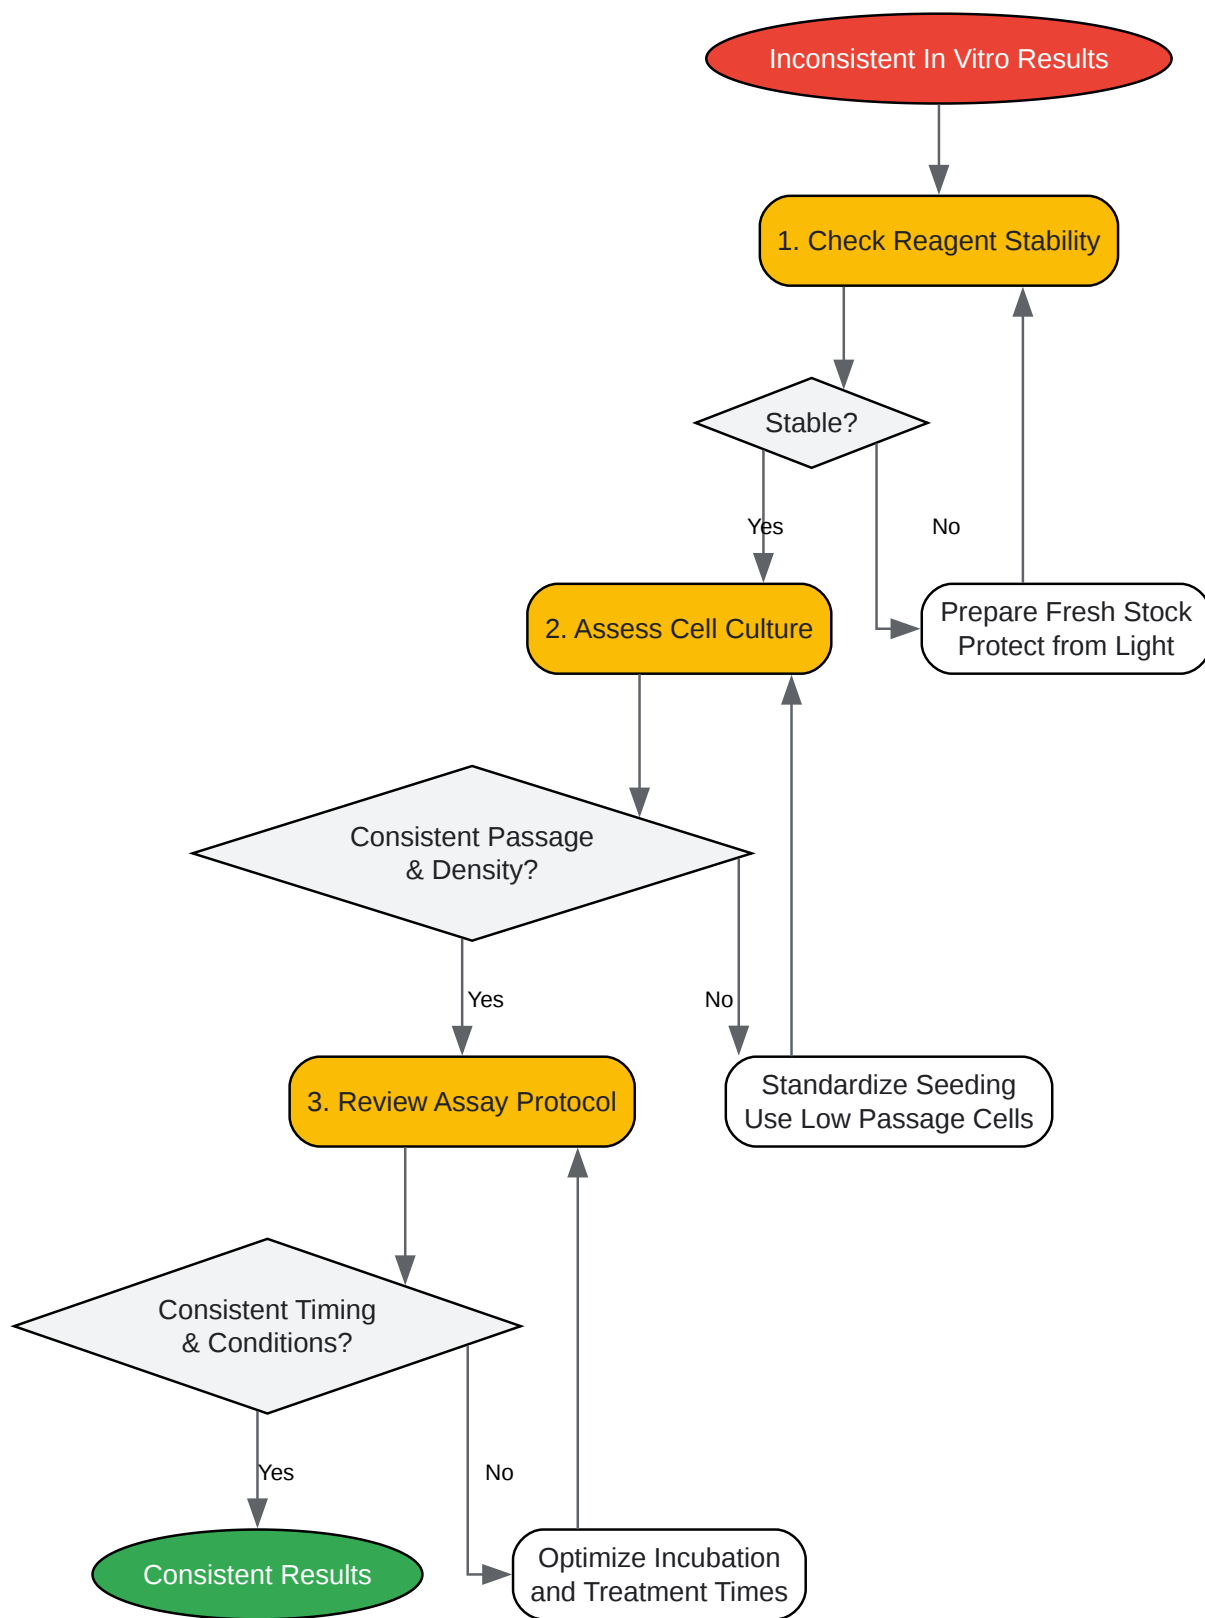 Inconsistent In Vitro Results
1. Check Reagent Stability
Stable?
Yes
No
2. Assess Cell Culture
Prepare Fresh Stock
Protect from Light
Consistent Passage
& Density?
Yes
No
3. Review Assay Protocol
Standardize Seeding
Use Low Passage Cells
Consistent Timing
& Conditions?
Yes
No
Consistent Results
Optimize Incubation
and Treatment Times